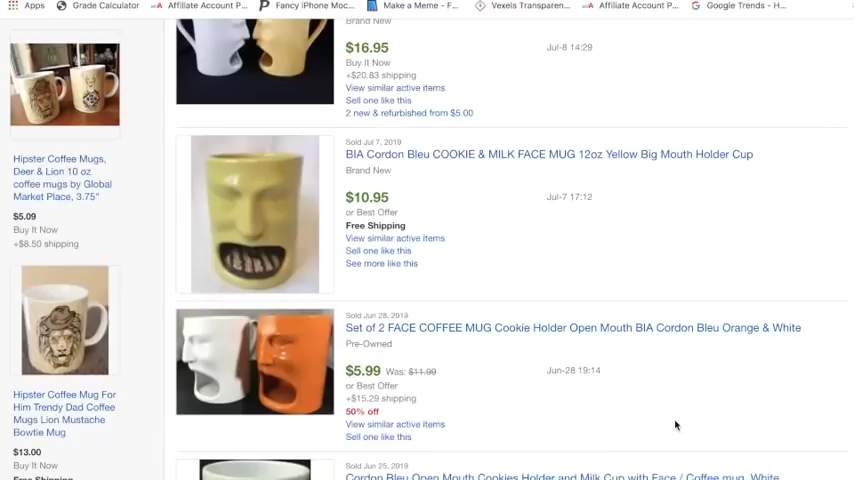 Apps
Grade Calculator
Affiliate Account P...
Fancy iPhone Moc...
Make a Meme - F...
Vexels Transparen...
Affiliate Account P...
Google Trends - H...
Hipster Coffee Mugs,
Deer & Lion 10 oz
coffee mugs by Global
Market Place, 3.75"
$5.09
Buy It Now
+$8.50 shipping
Hipster Coffee Mug For
Him Trendy Dad Coffee
Mugs Lion Mustache
Bowtie Mug
$13.00
Buy It Now
Free Shipping
Brand New
$16.95
Jul-8 14:29
Buy It Now
+$20.83 shipping
View similar active items
Sell one like this
2 new & refurbished from $5.00
Sold Jul 7, 2019
BIA Cordon Bleu COOKIE & MILK FACE MUG 12oz Yellow Big Mouth Holder Cup
Brand New
$10.95
Jul-7 17:12
or Best Offer
Free Shipping
View similar active items
Sell one like this
See more like this
Sold Jun 28, 2019
Set of 2 FACE COFFEE MUG Cookie Holder Open Mouth BIA Cordon Bleu Orange & White
Pre-Owned
$5.99 Was: $11.99
Jun-28 19:14
or Best Offer
+$15.29 shipping
50% off
View similar active items
Sell one like this
Sold Jun 25, 2019
Cordon Bleu Open Mouth Cookies Holder and Milk Cup with Face / Coffee mug, White